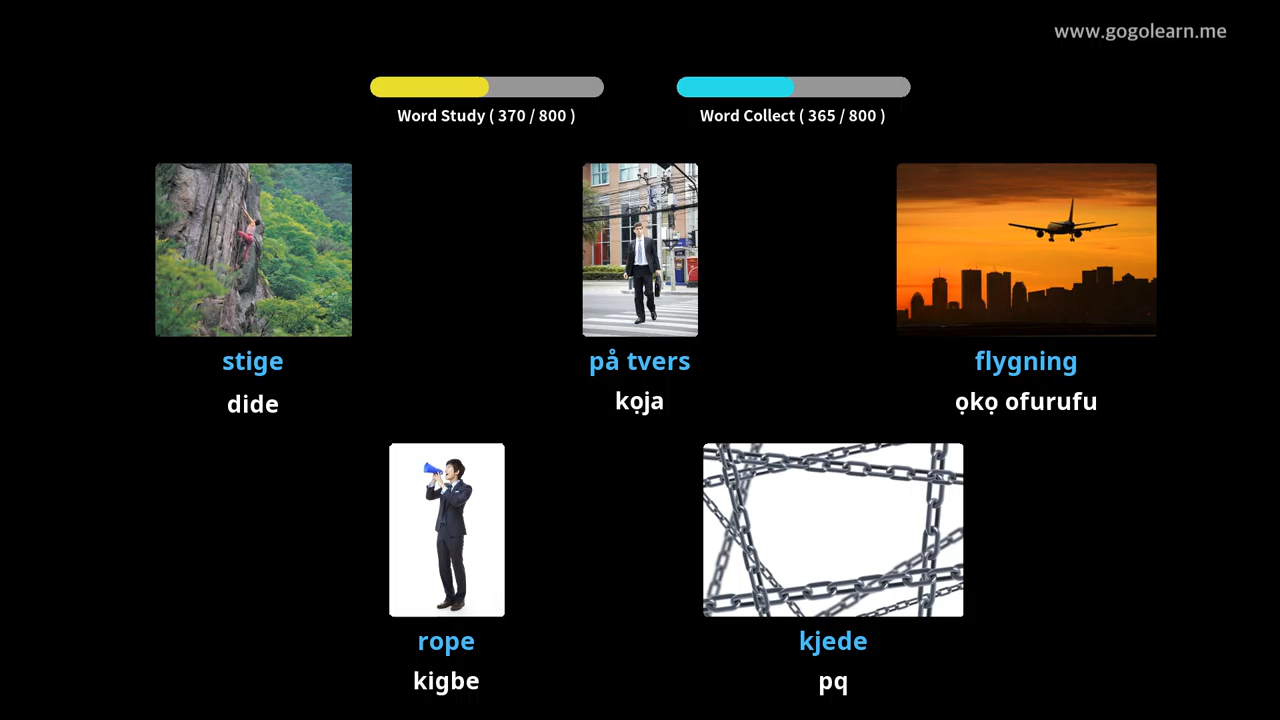 www.gogolearn.me
Word Study ( 370 / 800 )
Word Collect ( 365 / 800 )
stige
på tvers
flygning
dide
kọja
ọkọ ofurufu
rope
kjede
kigbe
pq